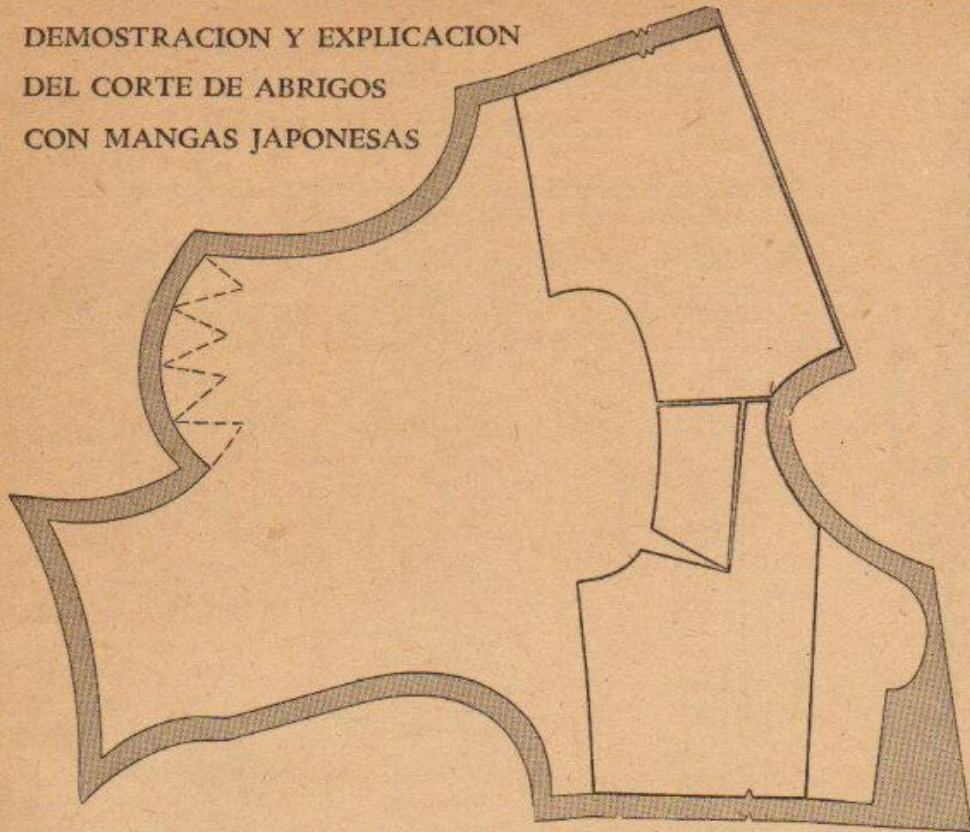 DEMOSTRACION Y EXPLICACION
DEL CORTE DE ABRIGOS
CON MANGAS JAPONESAS